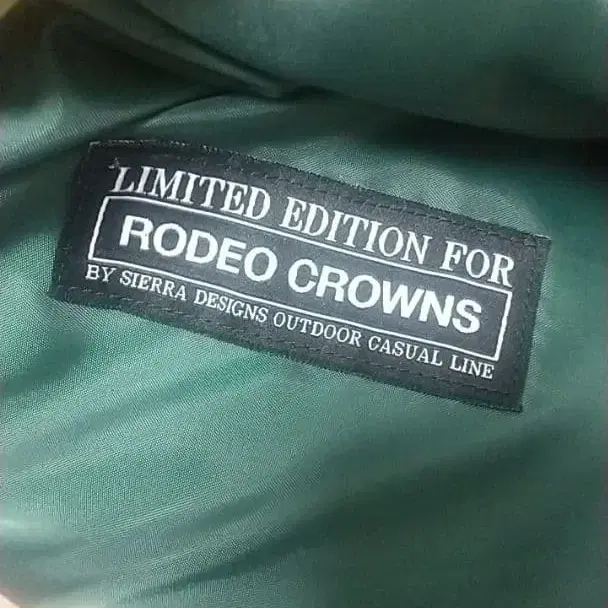 LIMITED EDITION FOR
RODEO CROWNS
BY SIERRA DESIGNS OUTDOOR CASUAL LINE